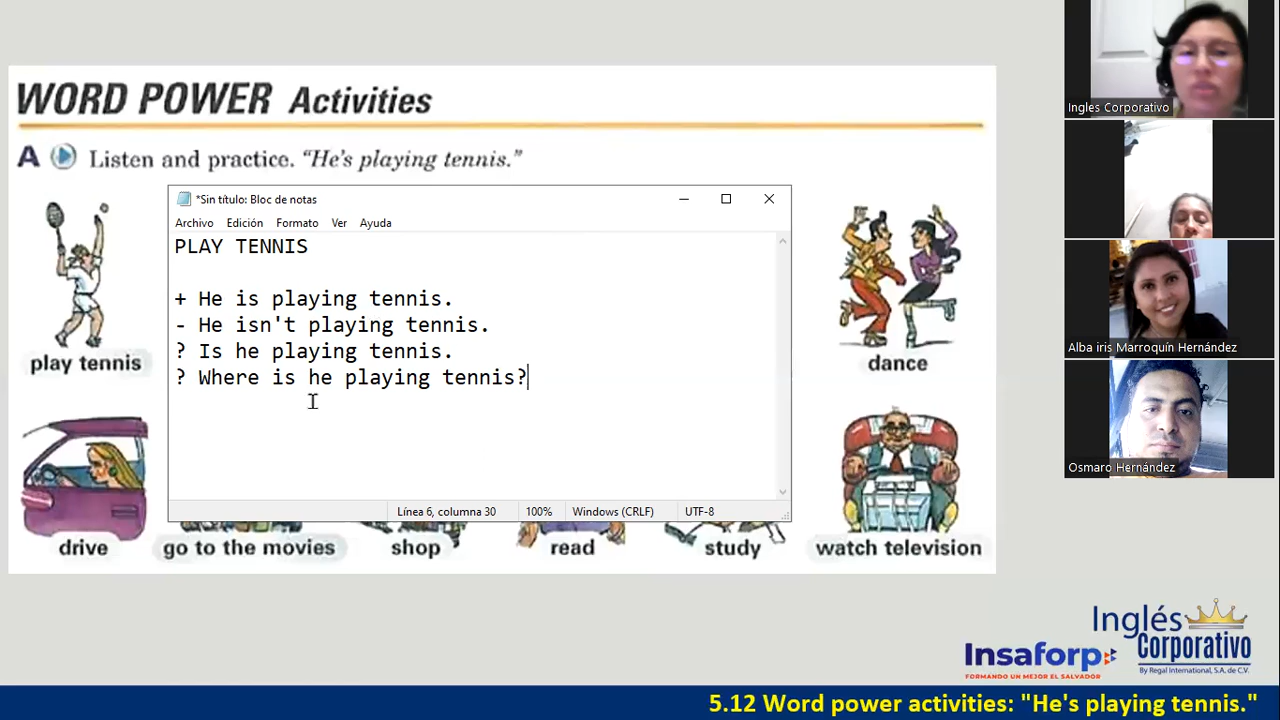 WORD POWER Activities
A Listen and practice. "He's playing tennis."
*Sin título: Bloc de notas
Archivo Edición Formato Ver Ayuda
PLAY TENNIS
+ He is playing tennis.
- He isn't playing tennis.
? Is he playing tennis.
? Where is he playing tennis?
Línea 6, columna 30 100% Windows (CRLF) UTF-8
play tennis
dance
drive
go to the movies
shop
read
study
watch television
Ingles Corporativo
Alba iris Marroquín Hernández
Osmaro Hernández
Insaforp
FORMANDO UN MEJOR EL SALVADOR
Inglés
Corporativo
By Regal International, S.A. de C.V.
5.12 Word power activities: "He's playing tennis."